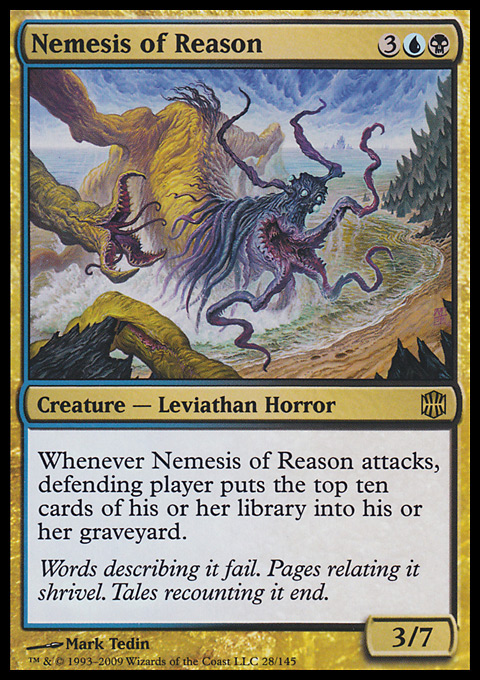 Nemesis of Reason 3
Creature — Leviathan Horror
Whenever Nemesis of Reason attacks,
defending player puts the top ten
cards of his or her library into his or
her graveyard.
Words describing it fail. Pages relating it
shrivel. Tales recounting it end.
Mark Tedin
3/7
™ & © 1993–2009 Wizards of the Coast LLC 28/145